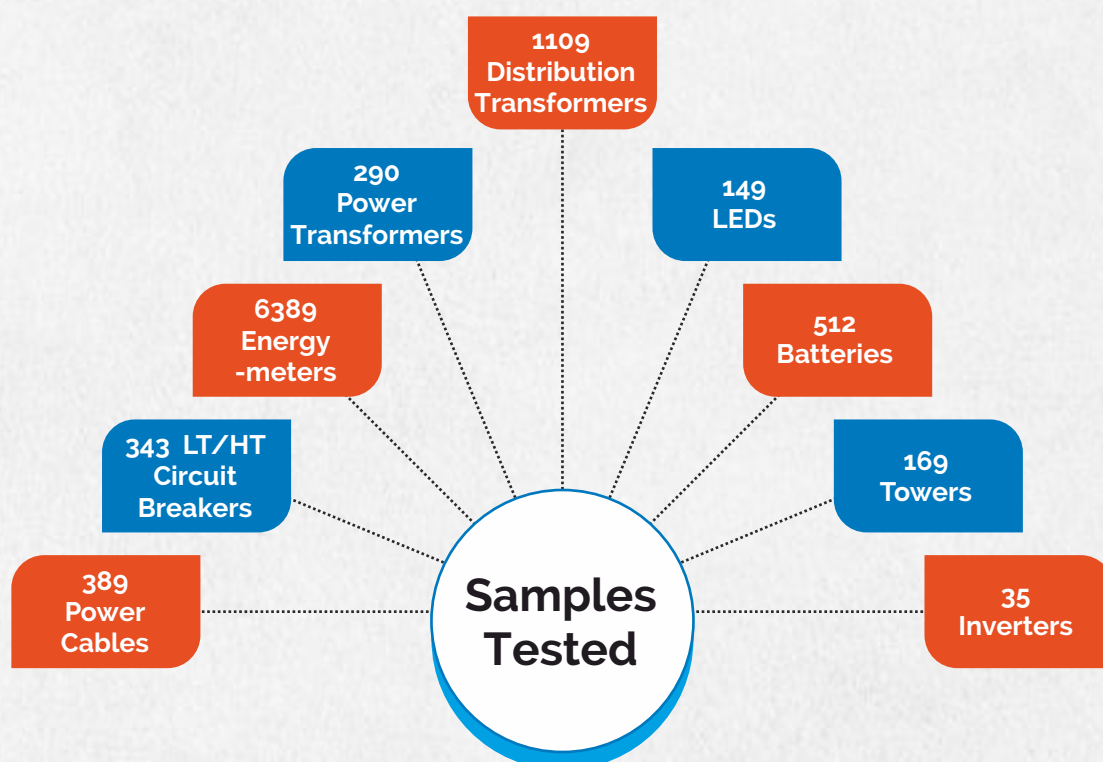 1109
Distribution
Transformers
290
Power
Transformers
149
LEDs
6389
Energy
-meters
512
Batteries
343 LT/HT
Circuit
Breakers
169
Towers
389
Power
Cables
35
Inverters
Samples
Tested